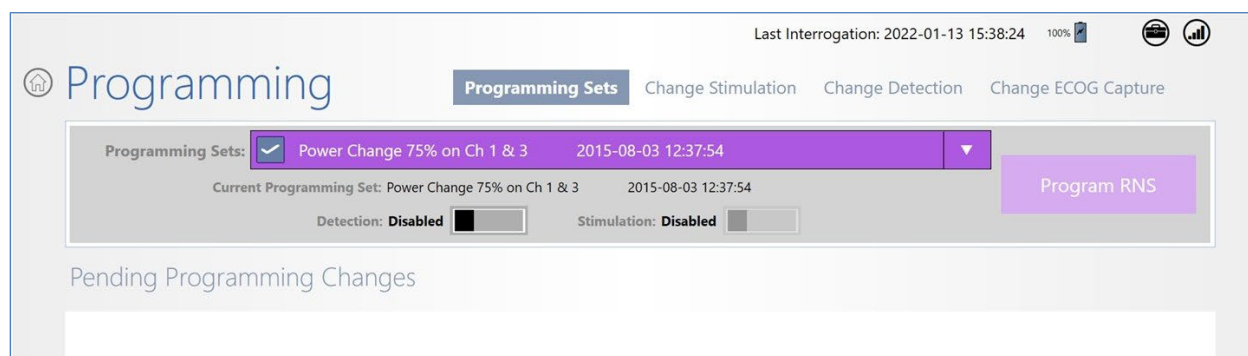 Last Interrogation: 2022-01-13 15:38:24 100%
Programming
Programming Sets Change Stimulation Change Detection Change ECOG Capture
Programming Sets: Power Change 75% on Ch 1 & 3 2015-08-03 12:37:54
Program RNS
Current Programming Set: Power Change 75% on Ch 1 & 3 2015-08-03 12:37:54
Detection: Disabled Stimulation: Disabled
Pending Programming Changes